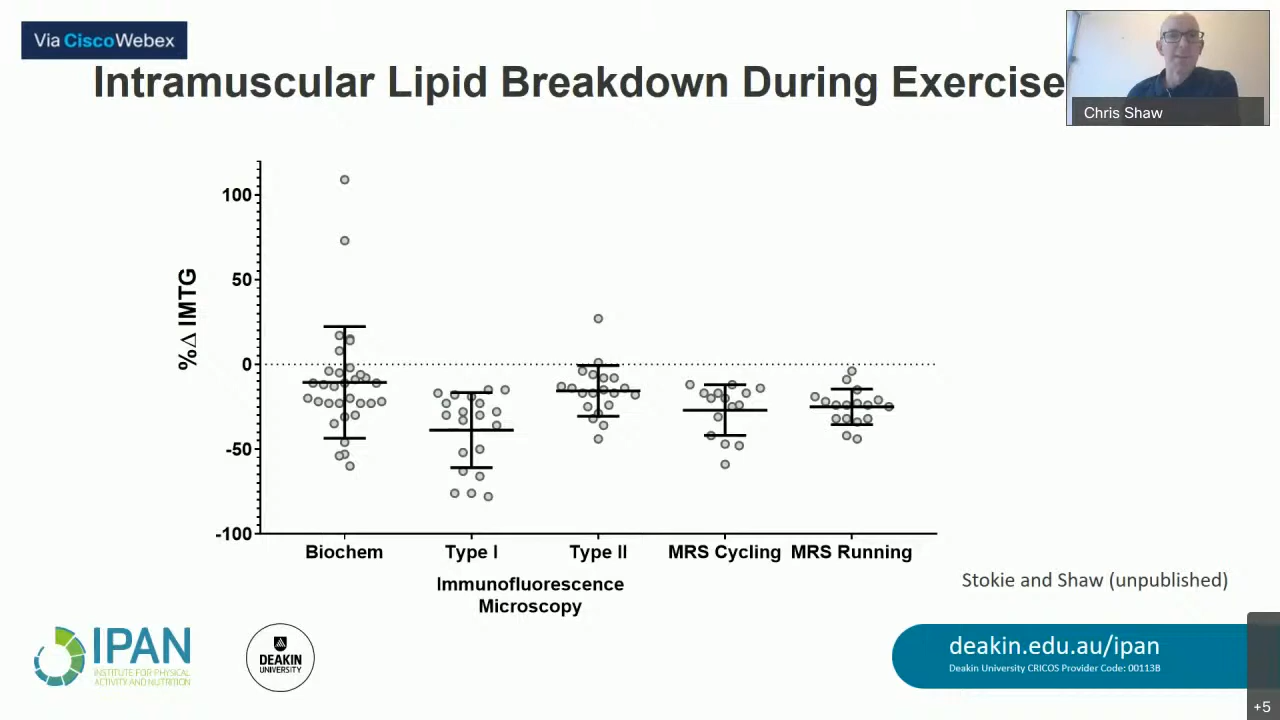 Via CiscoWebex
Intramuscular Lipid Breakdown During Exercise
Chris Shaw
%Δ IMTG
100
50
0
-50
-100
Biochem
Type I
Type II
MRS Cycling
MRS Running
Immunofluorescence
Microscopy
Stokie and Shaw (unpublished)
IPAN
INSTITUTE FOR PHYSICAL
ACTIVITY AND NUTRITION
DEAKIN
UNIVERSITY
deakin.edu.au/ipan
Deakin University CRICOS Provider Code: 00113B
+5